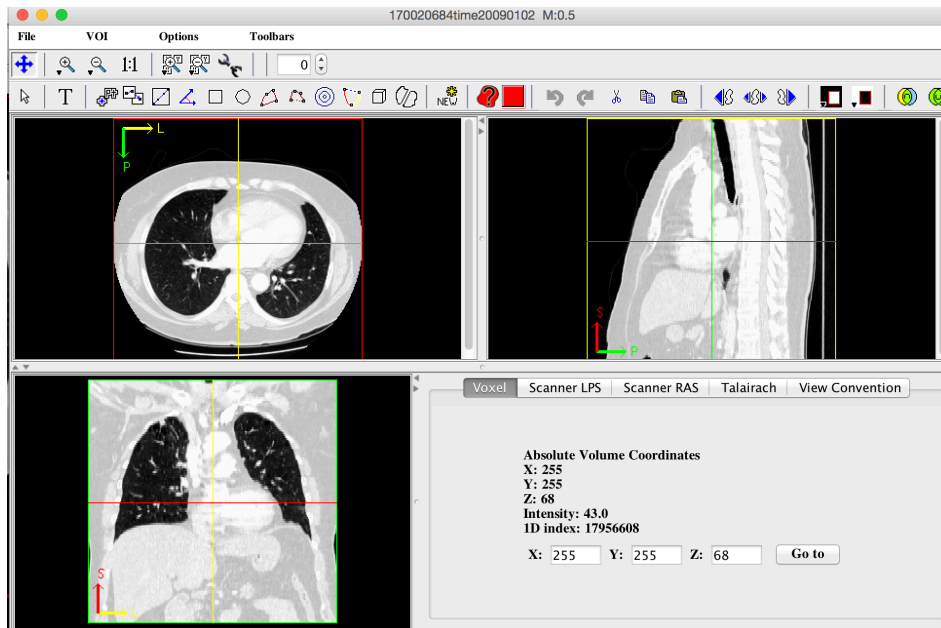 170020684time20090102 M:0.5
File VOI Options Toolbars
1:1 0
T NEW ?
L
P
S
P
S
Voxel Scanner LPS Scanner RAS Talairach View Convention
Absolute Volume Coordinates
X: 255
Y: 255
Z: 68
Intensity: 43.0
1D index: 17956608
X: 255 Y: 255 Z: 68 Go to